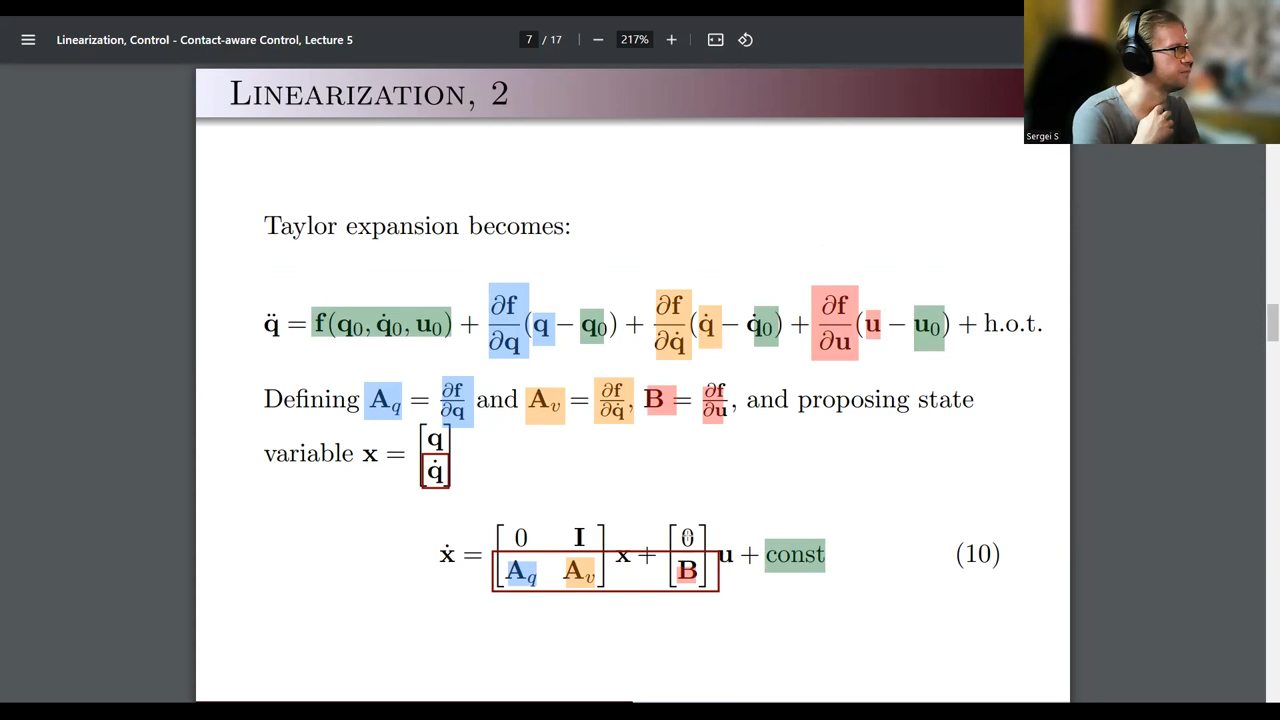 Linearization, Control - Contact-aware Control, Lecture 5
7 / 17
217%
Sergei S
LINEARIZATION, 2
Taylor expansion becomes:
q̈ = f(q₀, q̇₀, u₀) + ∂f/∂q (q − q₀) + ∂f/∂q̇ (q̇ − q̇₀) + ∂f/∂u (u − u₀) + h.o.t.
Defining A_q = ∂f/∂q and A_v = ∂f/∂q̇, B = ∂f/∂u, and proposing state
variable x = [q; q̇]
ẋ = [0 I; A_q A_v] x + [0; B] u + const (10)